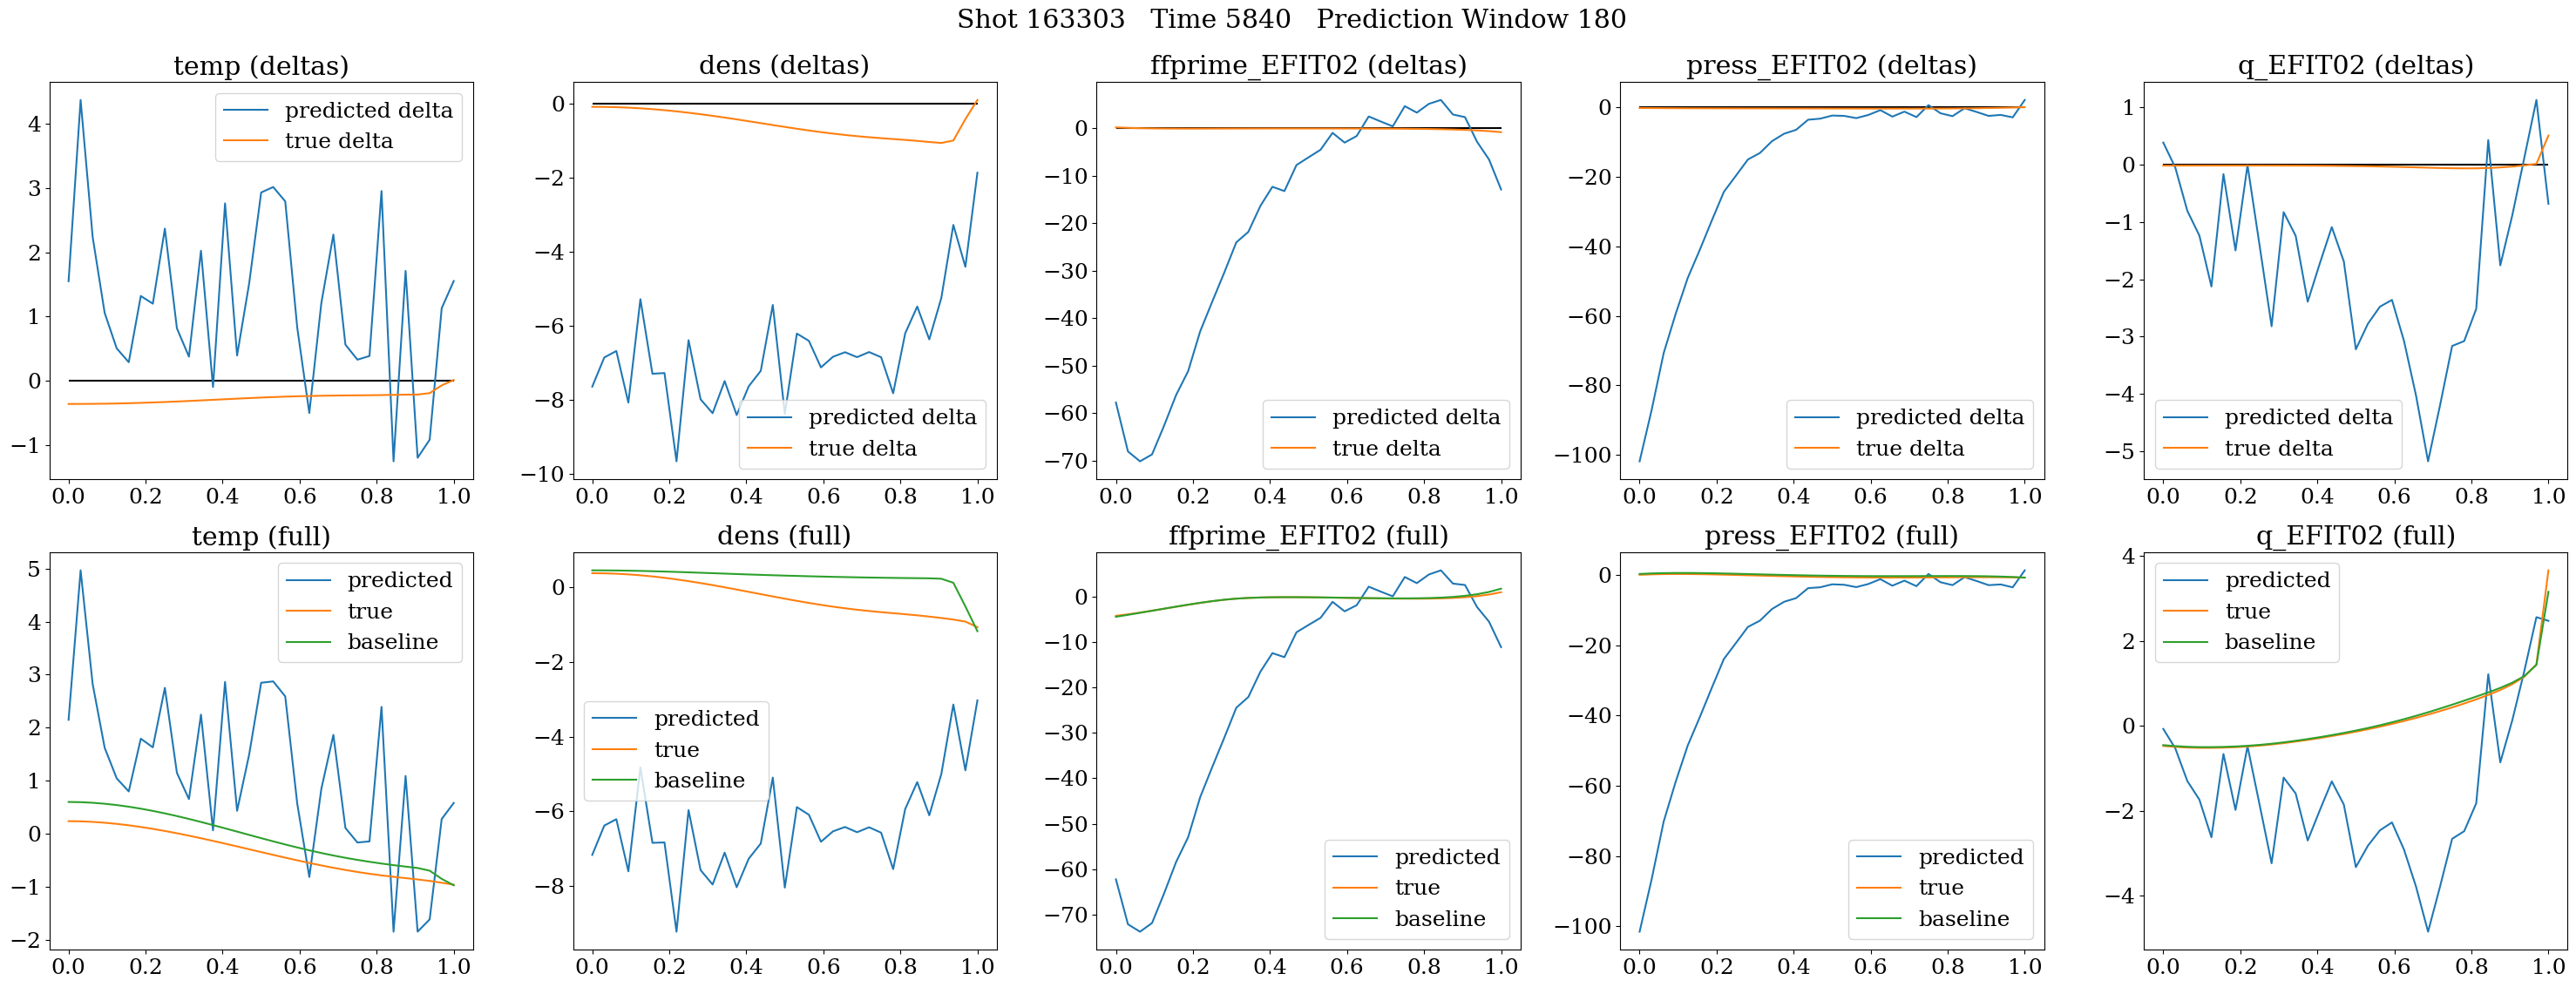 Shot 163303   Time 5840   Prediction Window 180
temp (deltas)
4
3
2
1
0
−1
0.0 0.2 0.4 0.6 0.8 1.0
predicted delta
true delta
dens (deltas)
0
−2
−4
−6
−8
−10
0.0 0.2 0.4 0.6 0.8 1.0
predicted delta
true delta
ffprime_EFIT02 (deltas)
0
−10
−20
−30
−40
−50
−60
−70
0.0 0.2 0.4 0.6 0.8 1.0
predicted delta
true delta
press_EFIT02 (deltas)
0
−20
−40
−60
−80
−100
0.0 0.2 0.4 0.6 0.8 1.0
predicted delta
true delta
q_EFIT02 (deltas)
1
0
−1
−2
−3
−4
−5
0.0 0.2 0.4 0.6 0.8 1.0
predicted delta
true delta
temp (full)
5
4
3
2
1
0
−1
−2
0.0 0.2 0.4 0.6 0.8 1.0
predicted
true
baseline
dens (full)
0
−2
−4
−6
−8
0.0 0.2 0.4 0.6 0.8 1.0
predicted
true
baseline
ffprime_EFIT02 (full)
0
−10
−20
−30
−40
−50
−60
−70
0.0 0.2 0.4 0.6 0.8 1.0
predicted
true
baseline
press_EFIT02 (full)
0
−20
−40
−60
−80
−100
0.0 0.2 0.4 0.6 0.8 1.0
predicted
true
baseline
q_EFIT02 (full)
4
2
0
−2
−4
0.0 0.2 0.4 0.6 0.8 1.0
predicted
true
baseline